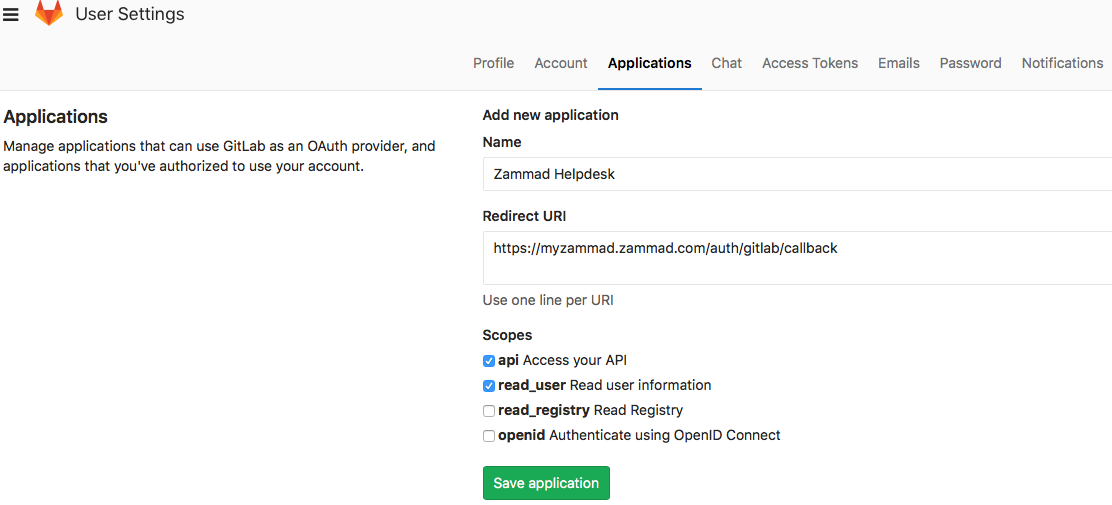 User Settings
Profile Account Applications Chat Access Tokens Emails Password Notifications
Applications
Manage applications that can use GitLab as an OAuth provider, and
applications that you've authorized to use your account.
Add new application
Name
Zammad Helpdesk
Redirect URI
https://myzammad.zammad.com/auth/gitlab/callback
Use one line per URI
Scopes
api Access your API
read_user Read user information
read_registry Read Registry
openid Authenticate using OpenID Connect
Save application